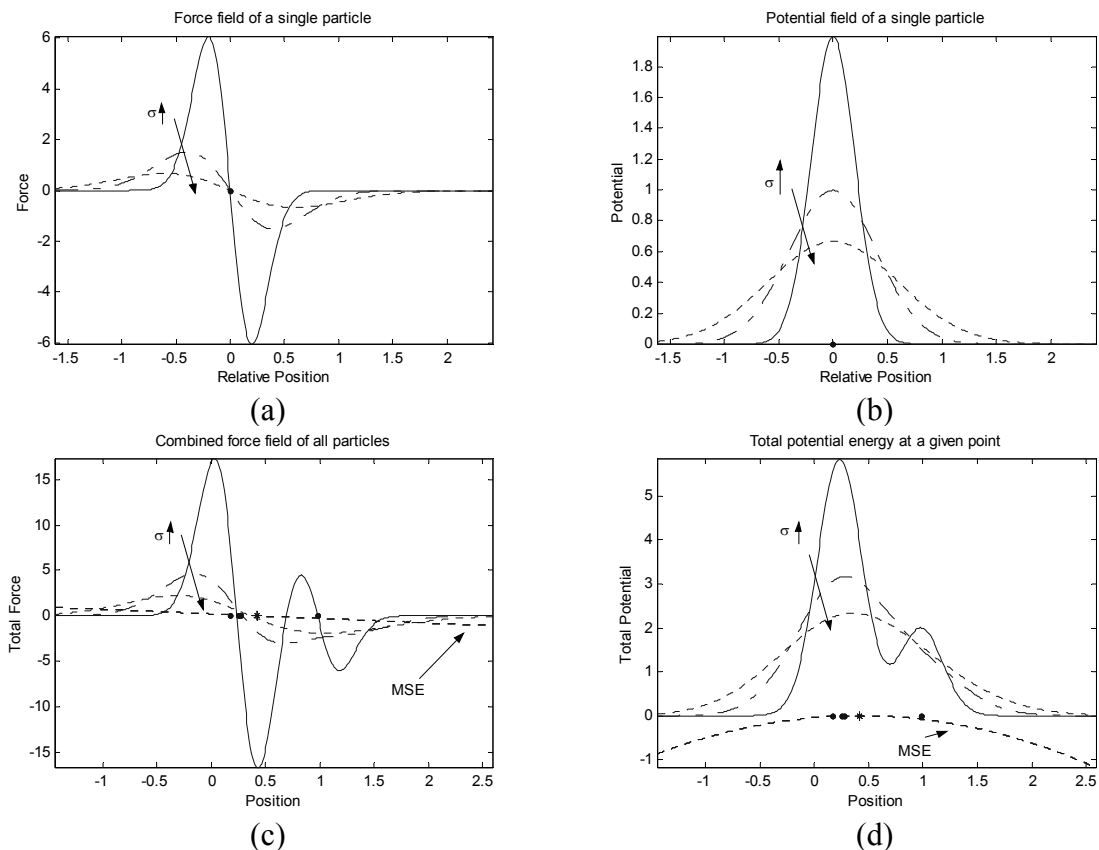 Force field of a single particle
6
4
2
0
-2
-4
-6
Force
σ
-1.5 -1 -0.5 0 0.5 1 1.5 2
Relative Position
(a)
Potential field of a single particle
1.8
1.6
1.4
1.2
1
0.8
0.6
0.4
0.2
0
Potential
σ
-1.5 -1 -0.5 0 0.5 1 1.5 2
Relative Position
(b)
Combined force field of all particles
15
10
5
0
-5
-10
-15
Total Force
σ
MSE
-1 -0.5 0 0.5 1 1.5 2 2.5
Position
(c)
Total potential energy at a given point
5
4
3
2
1
0
-1
Total Potential
σ
MSE
-1 -0.5 0 0.5 1 1.5 2 2.5
Position
(d)